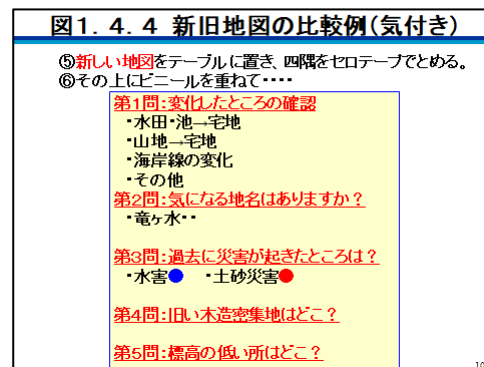 図1．4．4 新旧地図の比較例(気付き)
⑤新しい地図をテーブルに置き、四隅をセロテープでとめる。
⑥その上にビニールを重ねて・・・・
第1問:変化したところの確認
・水田・池→宅地
・山地→宅地
・海岸線の変化
・その他
第2問:気になる地名はありますか？
・竜ヶ水・・
第3問:過去に災害が起きたところは？
・水害● ・土砂災害●
第4問:旧い木造密集地はどこ？
第5問:標高の低い所はどこ？
10